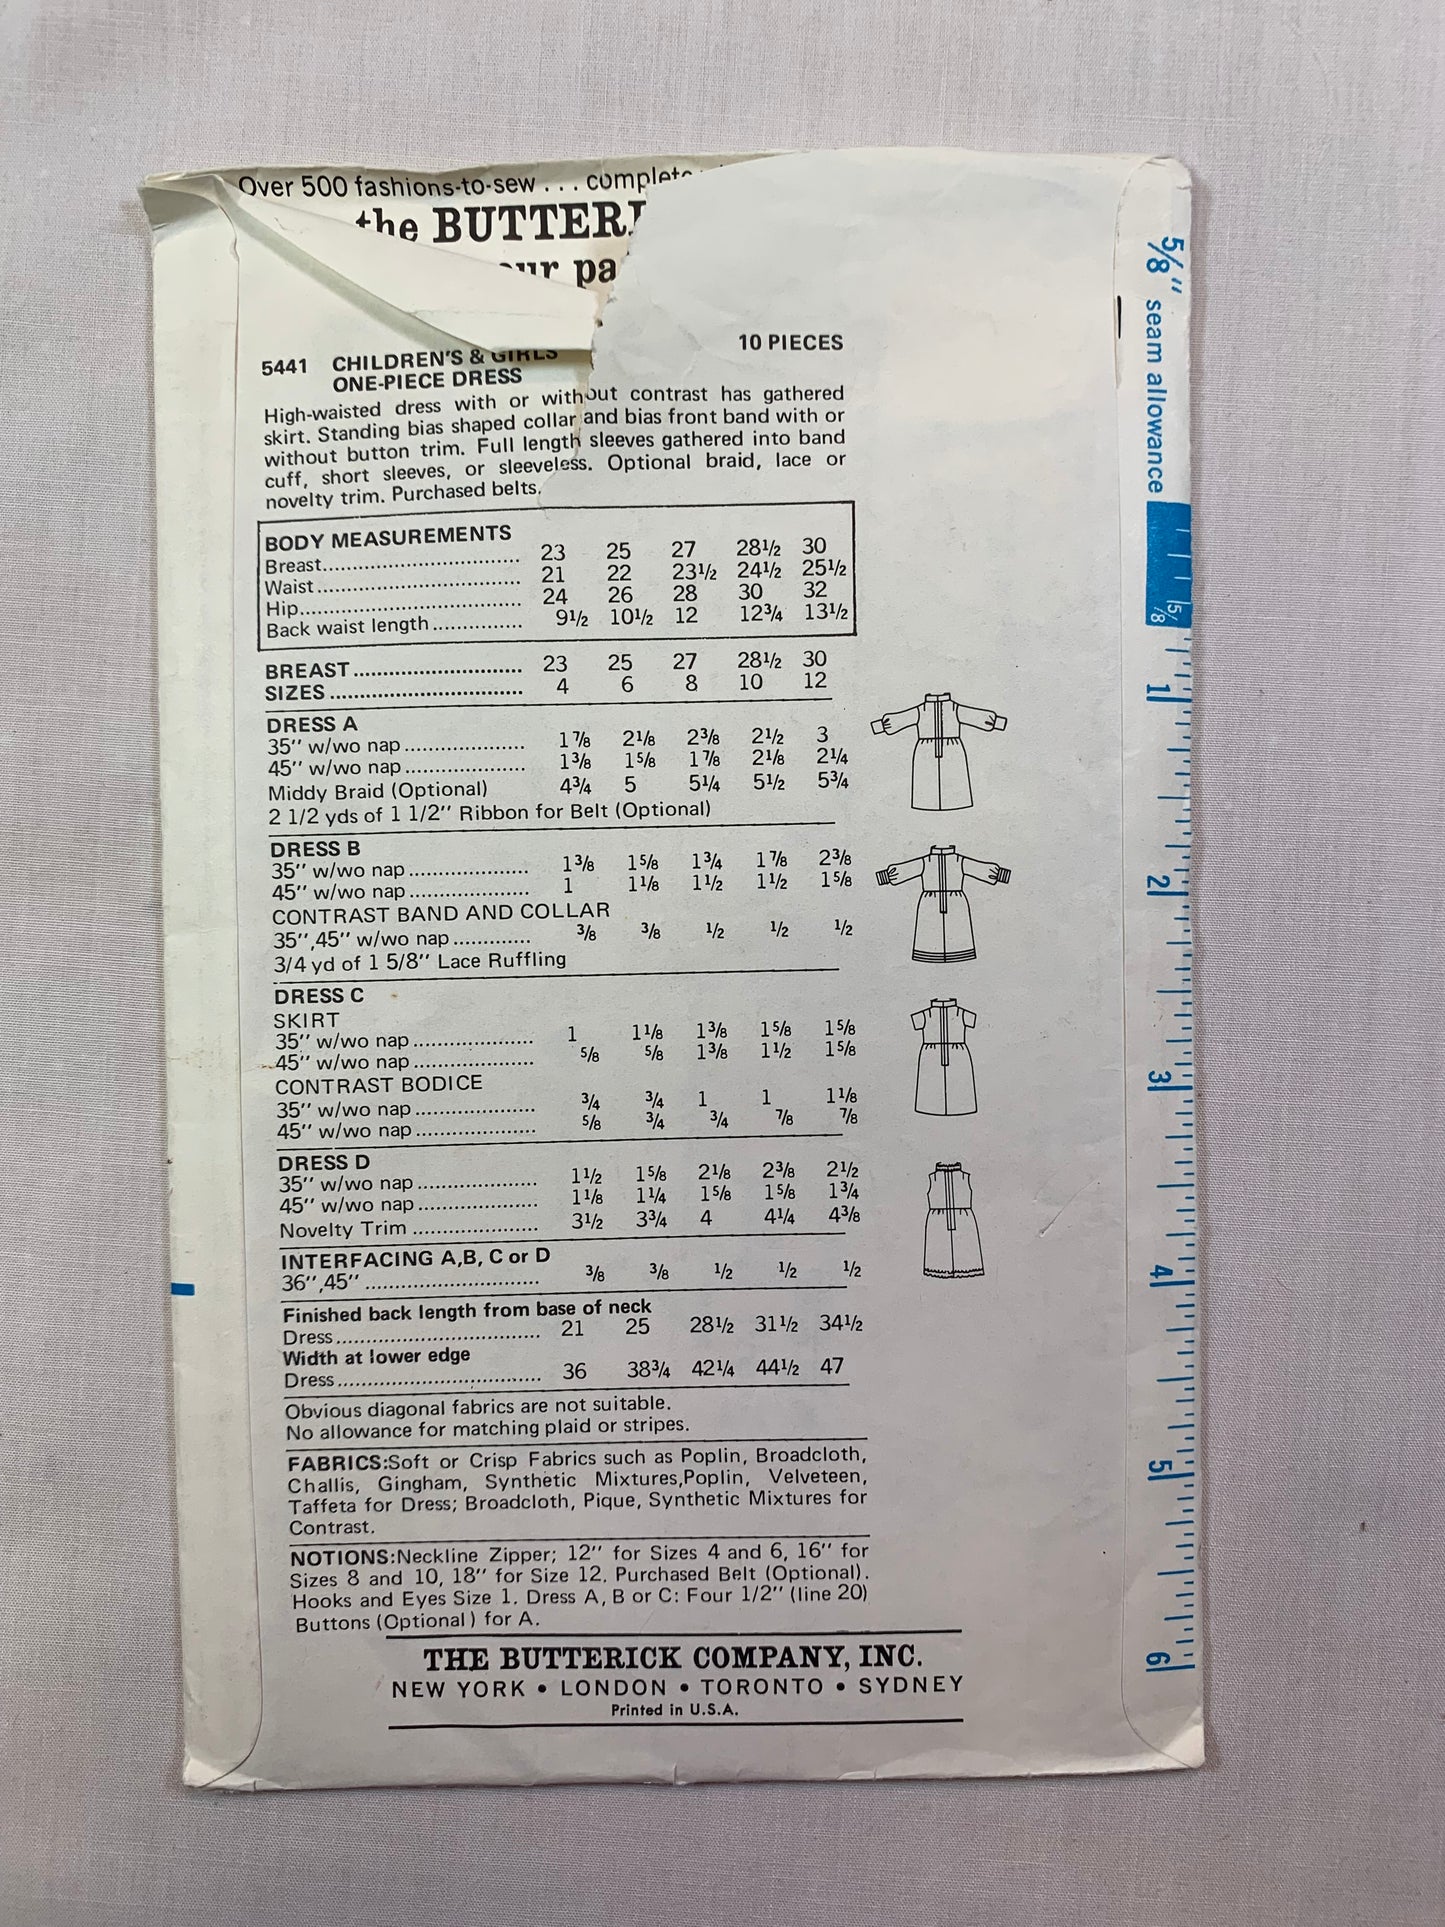 Over 500 fashions-to-sew . . . complete
the BUTTERI
our pa
10 PIECES
5441 CHILDREN'S & GIRLS
ONE-PIECE DRESS
High-waisted dress with or without contrast has gathered
skirt. Standing bias shaped collar and bias front band with or
without button trim. Full length sleeves gathered into band
cuff, short sleeves, or sleeveless. Optional braid, lace or
novelty trim. Purchased belts.
BODY MEASUREMENTS
Breast.............................. 23 25 27 28½ 30
Waist............................... 21 22 23½ 24½ 25½
Hip.................................. 24 26 28 30 32
Back waist length.............. 9½ 10½ 12 12¾ 13½
BREAST.......................... 23 25 27 28½ 30
SIZES.............................. 4 6 8 10 12
DRESS A
35'' w/wo nap.................... 1⅞ 2⅛ 2⅜ 2½ 3
45'' w/wo nap.................... 1⅜ 1⅝ 1⅞ 2⅛ 2¼
Middy Braid (Optional) 4¾ 5 5¼ 5½ 5¾
2 1/2 yds of 1 1/2'' Ribbon for Belt (Optional)
DRESS B
35'' w/wo nap.................... 1⅜ 1⅝ 1¾ 1⅞ 2⅜
45'' w/wo nap.................... 1 1⅛ 1½ 1½ 1⅝
CONTRAST BAND AND COLLAR
35'',45'' w/wo nap............. ⅜ ⅜ ½ ½ ½
3/4 yd of 1 5/8'' Lace Ruffling
DRESS C
SKIRT
35'' w/wo nap.................... 1 1⅛ 1⅜ 1⅝ 1⅝
45'' w/wo nap.................... ⅝ ⅝ 1⅜ 1½ 1⅝
CONTRAST BODICE
35'' w/wo nap.................... ¾ ¾ 1 1 1⅛
45'' w/wo nap.................... ⅝ ¾ ¾ ⅞ ⅞
DRESS D
35'' w/wo nap.................... 1½ 1⅝ 2⅛ 2⅜ 2½
45'' w/wo nap.................... 1⅛ 1¼ 1⅝ 1⅝ 1¾
Novelty Trim..................... 3½ 3¾ 4 4¼ 4⅜
INTERFACING A,B, C or D
36'',45''............................. ⅜ ⅜ ½ ½ ½
Finished back length from base of neck
Dress................................. 21 25 28½ 31½ 34½
Width at lower edge
Dress................................. 36 38¾ 42¼ 44½ 47
Obvious diagonal fabrics are not suitable.
No allowance for matching plaid or stripes.
FABRICS:Soft or Crisp Fabrics such as Poplin, Broadcloth,
Challis, Gingham, Synthetic Mixtures,Poplin, Velveteen,
Taffeta for Dress; Broadcloth, Pique, Synthetic Mixtures for
Contrast.
NOTIONS:Neckline Zipper; 12'' for Sizes 4 and 6, 16'' for
Sizes 8 and 10, 18'' for Size 12. Purchased Belt (Optional).
Hooks and Eyes Size 1. Dress A, B or C: Four 1/2'' (line 20)
Buttons (Optional) for A.
THE BUTTERICK COMPANY, INC.
NEW YORK • LONDON • TORONTO • SYDNEY
Printed in U.S.A.
5/8'' seam allowance
5/8
1
2
3
4
5
6